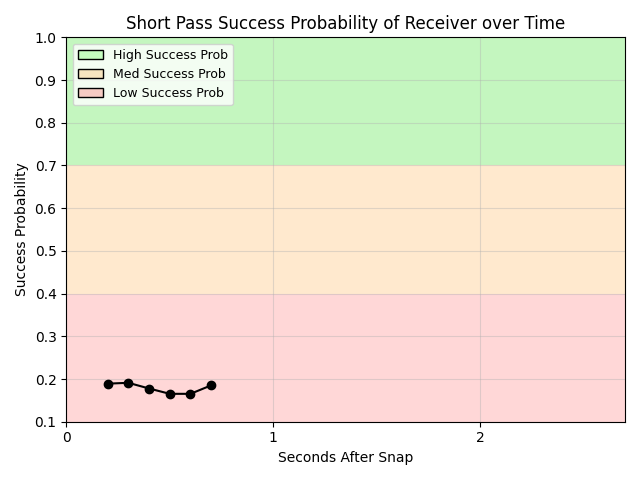 Short Pass Success Probability of Receiver over Time
1.0
High Success Prob
Med Success Prob
Low Success Prob
0.9
0.8
0.7
0.6
0.5
0.4
0.3
0.2
0.1
Success Probability
0
1
2
Seconds After Snap